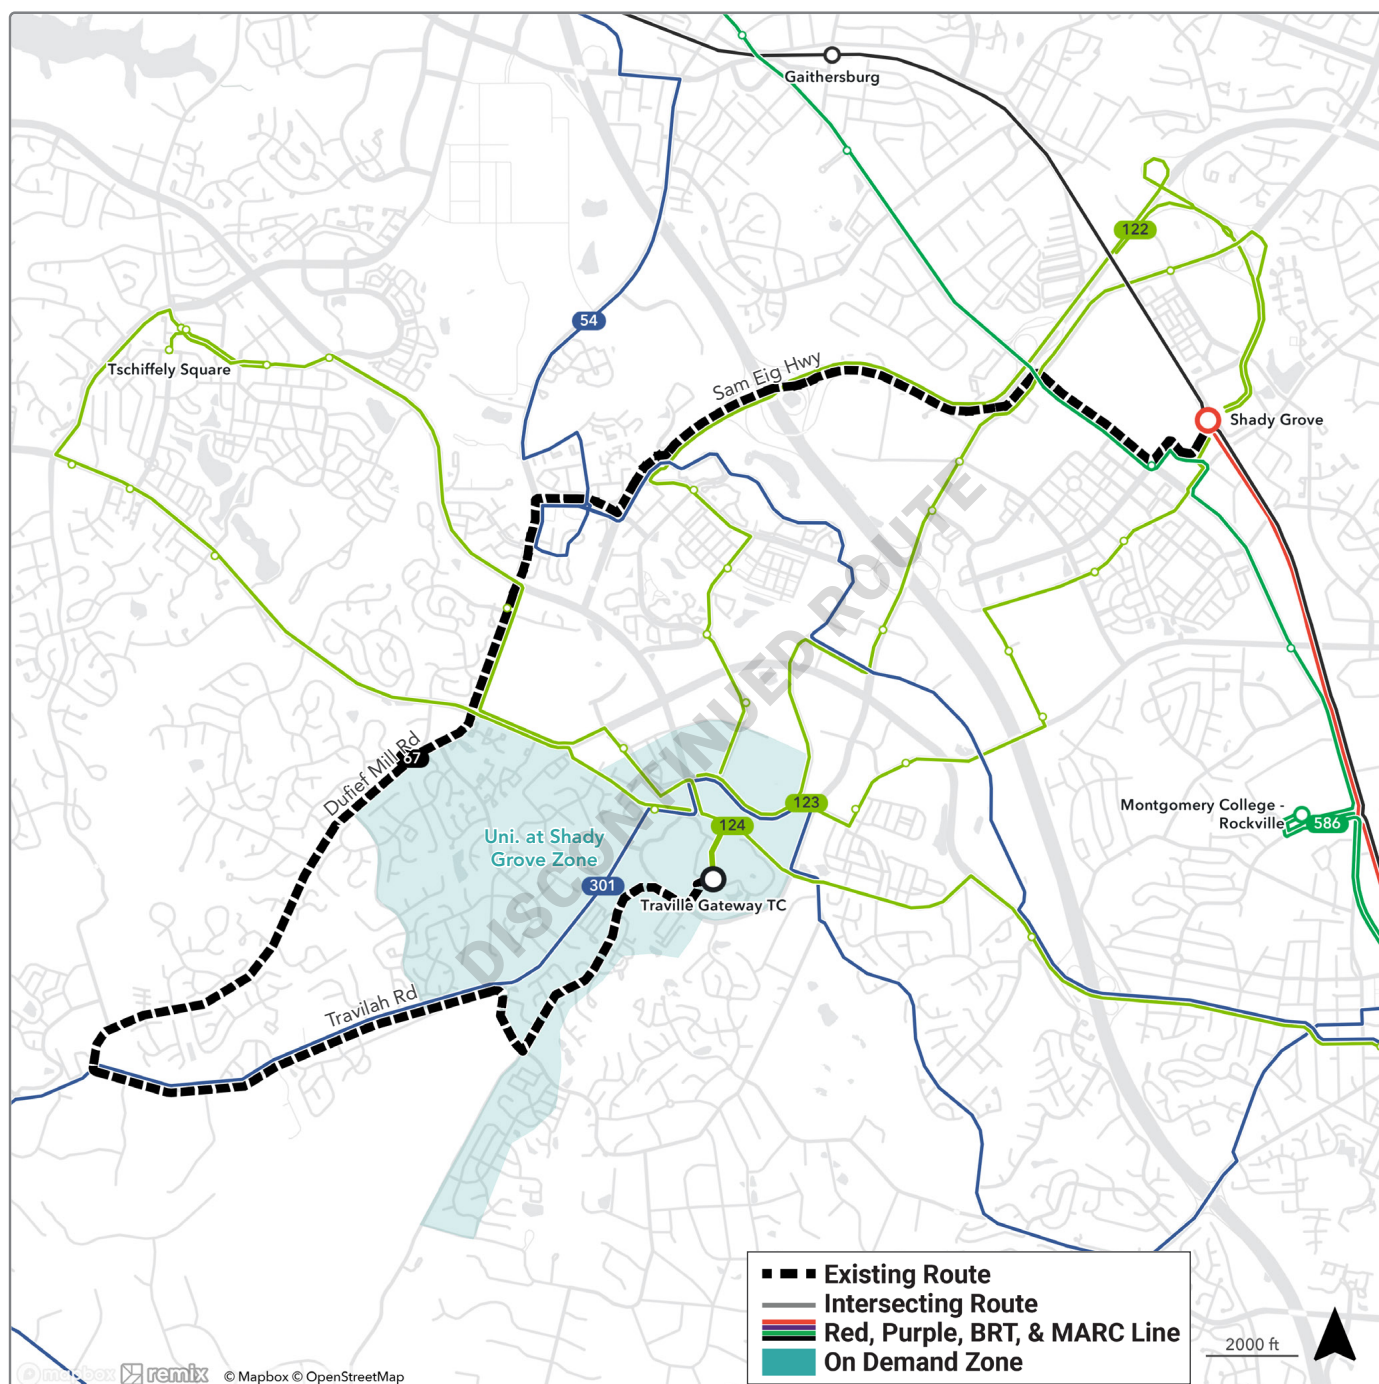 Gaithersburg
122
54
Tschiffely Square
Sam Eig Hwy
Shady Grove
DISCONTINUED ROUTE
Dufief Mill Rd
67
123
Montgomery College -
Rockville
586
124
Uni. at Shady
Grove Zone
301
Traville Gateway TC
Travilah Rd
Existing Route
Intersecting Route
Red, Purple, BRT, & MARC Line
On Demand Zone
2000 ft
mapbox
remix
© Mapbox © OpenStreetMap